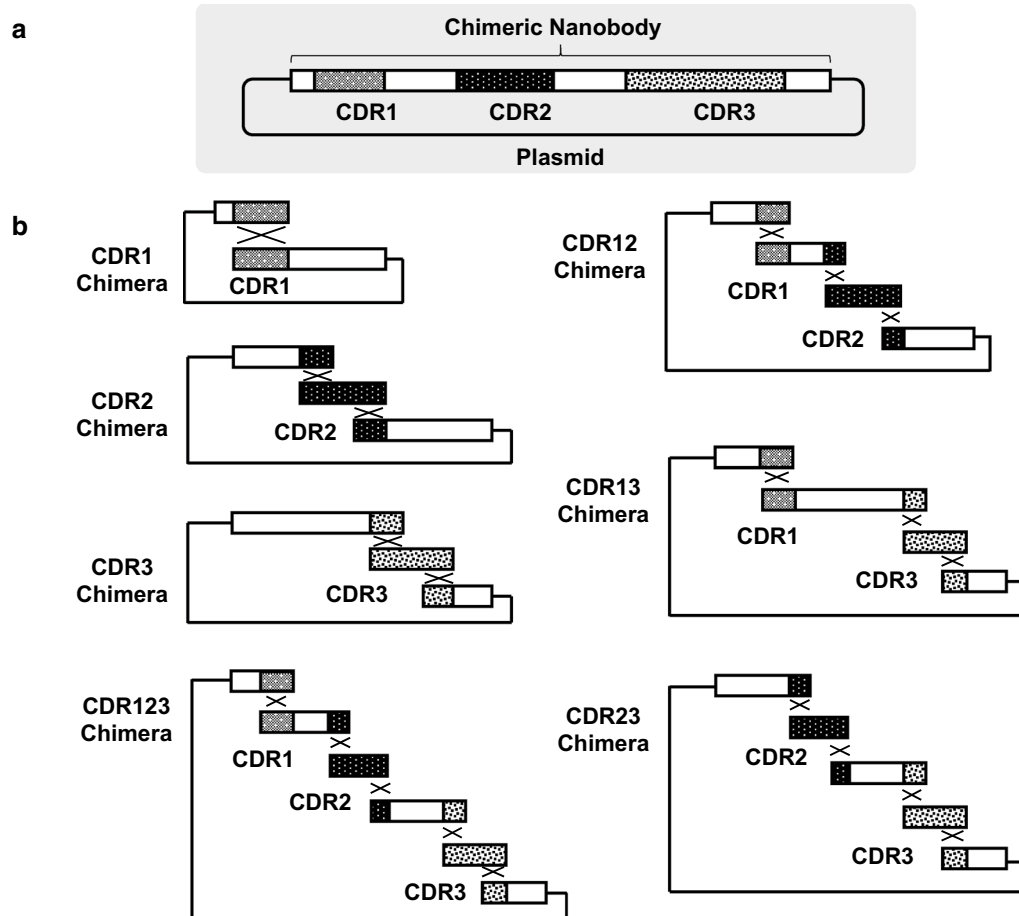 a
Chimeric Nanobody
CDR1
CDR2
CDR3
Plasmid
b
CDR1
Chimera
CDR1
CDR2
Chimera
CDR2
CDR3
Chimera
CDR3
CDR123
Chimera
CDR1
CDR2
CDR3
CDR12
Chimera
CDR1
CDR2
CDR13
Chimera
CDR1
CDR3
CDR23
Chimera
CDR2
CDR3